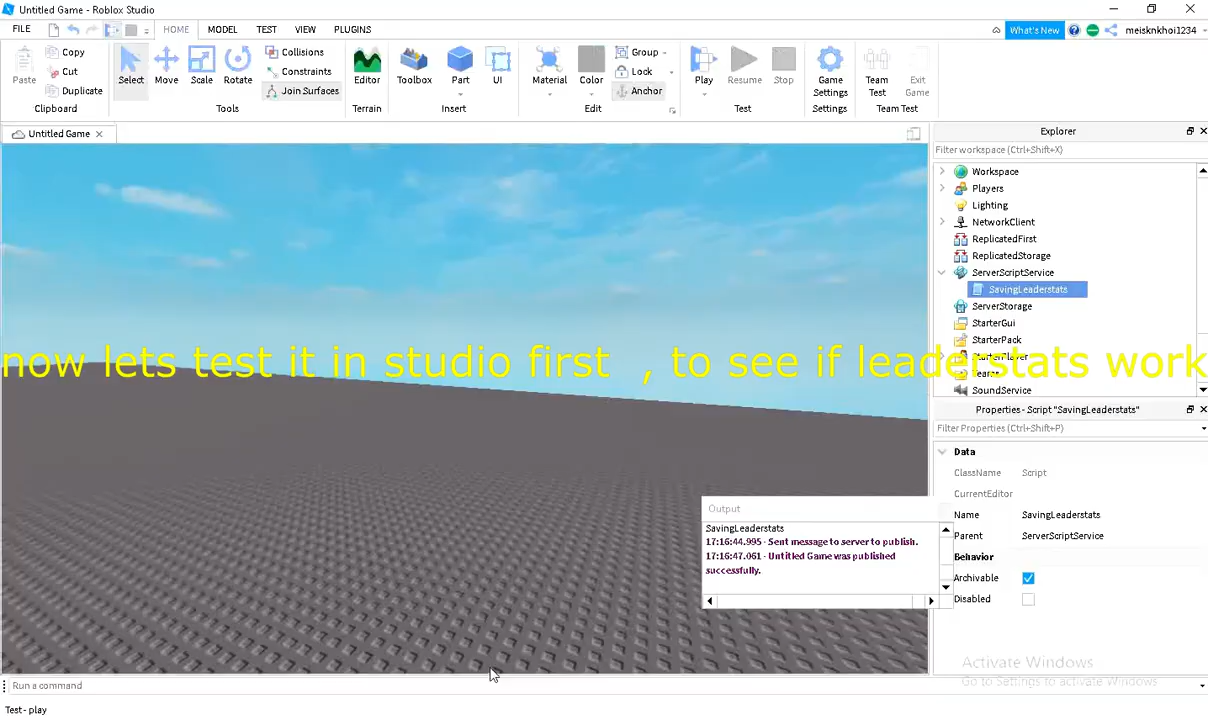 Untitled Game - Roblox Studio
FILE
HOME
MODEL
TEST
VIEW
PLUGINS
What's New
meisknkhoi1234
Paste
Copy
Cut
Duplicate
Clipboard
Select
Move
Scale
Rotate
Collisions
Constraints
Join Surfaces
Tools
Editor
Terrain
Toolbox
Part
UI
Insert
Material
Color
Group
Lock
Anchor
Edit
Play
Resume
Stop
Test
Game Settings
Settings
Team Test
Exit Game
Team Test
Untitled Game
Explorer
Filter workspace (Ctrl+Shift+X)
Workspace
Players
Lighting
NetworkClient
ReplicatedFirst
ReplicatedStorage
ServerScriptService
SavingLeaderstats
ServerStorage
StarterGui
StarterPack
StarterPlayer
Teams
SoundService
now lets test it in studio first , to see if leaderstats work
Properties - Script "SavingLeaderstats"
Filter Properties (Ctrl+Shift+P)
Data
ClassName Script
CurrentEditor
Name SavingLeaderstats
Parent ServerScriptService
Behavior
Archivable
Disabled
Output
SavingLeaderstats
17:16:44.995 - Sent message to server to publish.
17:16:47.061 - Untitled Game was published
successfully.
Activate Windows
Go to Settings to activate Windows.
Run a command
Test - play